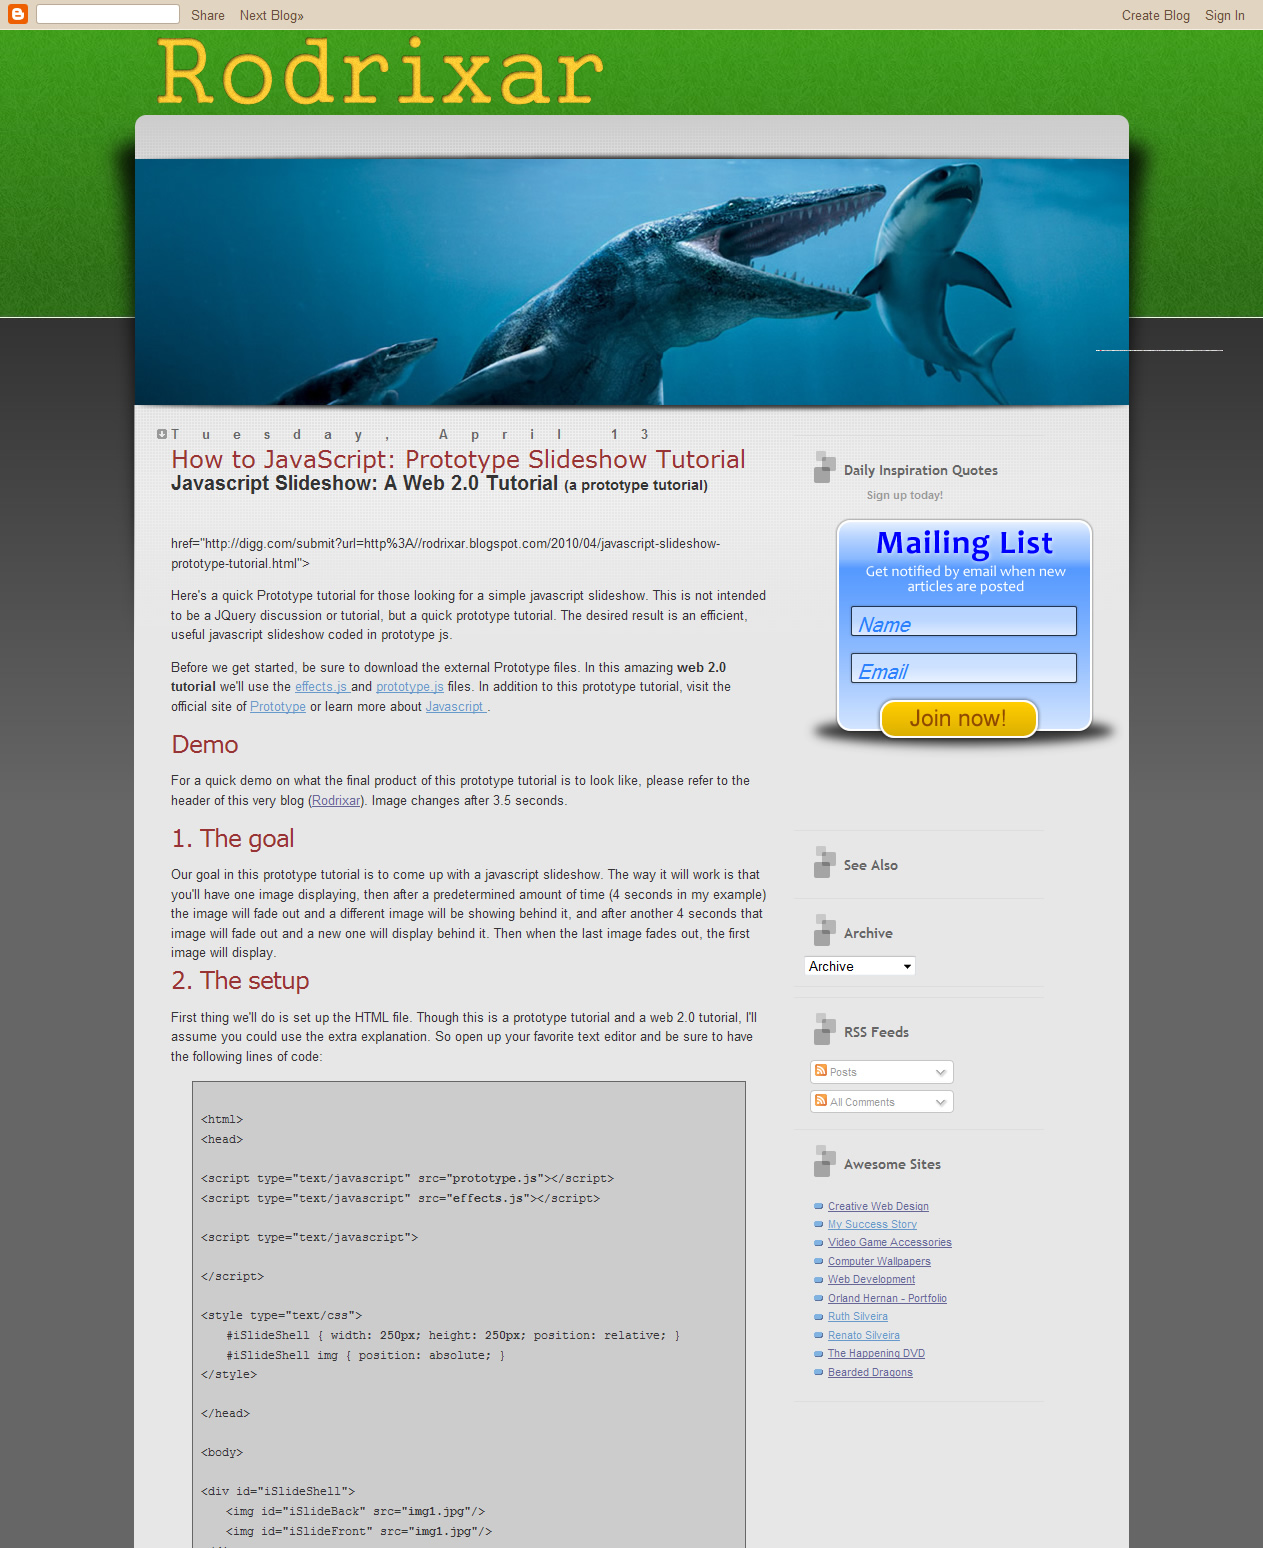 Share Next Blog» Create Blog Sign In
Rodrixar
Tuesday, April 13
How to JavaScript: Prototype Slideshow Tutorial
Javascript Slideshow: A Web 2.0 Tutorial (a prototype tutorial)
href="http://digg.com/submit?url=http%3A//rodrixar.blogspot.com/2010/04/javascript-slideshow-
prototype-tutorial.html">
Here's a quick Prototype tutorial for those looking for a simple javascript slideshow. This is not intended
to be a JQuery discussion or tutorial, but a quick prototype tutorial. The desired result is an efficient,
useful javascript slideshow coded in prototype js.
Before we get started, be sure to download the external Prototype files. In this amazing web 2.0
tutorial we'll use the effects.js and prototype.js files. In addition to this prototype tutorial, visit the
official site of Prototype or learn more about Javascript .
Demo
For a quick demo on what the final product of this prototype tutorial is to look like, please refer to the
header of this very blog (Rodrixar). Image changes after 3.5 seconds.
1. The goal
Our goal in this prototype tutorial is to come up with a javascript slideshow. The way it will work is that
you'll have one image displaying, then after a predetermined amount of time (4 seconds in my example)
the image will fade out and a different image will be showing behind it, and after another 4 seconds that
image will fade out and a new one will display behind it. Then when the last image fades out, the first
image will display.
2. The setup
First thing we'll do is set up the HTML file. Though this is a prototype tutorial and a web 2.0 tutorial, I'll
assume you could use the extra explanation. So open up your favorite text editor and be sure to have
the following lines of code:
<html>
<head>
<script type="text/javascript" src="prototype.js"></script>
<script type="text/javascript" src="effects.js"></script>
<script type="text/javascript">
</script>
<style type="text/css">
#iSlideShell { width: 250px; height: 250px; position: relative; }
#iSlideShell img { position: absolute; }
</style>
</head>
<body>
<div id="iSlideShell">
<img id="iSlideBack" src="img1.jpg"/>
<img id="iSlideFront" src="img1.jpg"/>
Daily Inspiration Quotes
Sign up today!
Mailing List
Get notified by email when new
articles are posted
Name
Email
Join now!
See Also
Archive
Archive
RSS Feeds
Posts
All Comments
Awesome Sites
Creative Web Design
My Success Story
Video Game Accessories
Computer Wallpapers
Web Development
Orland Hernan - Portfolio
Ruth Silveira
Renato Silveira
The Happening DVD
Bearded Dragons